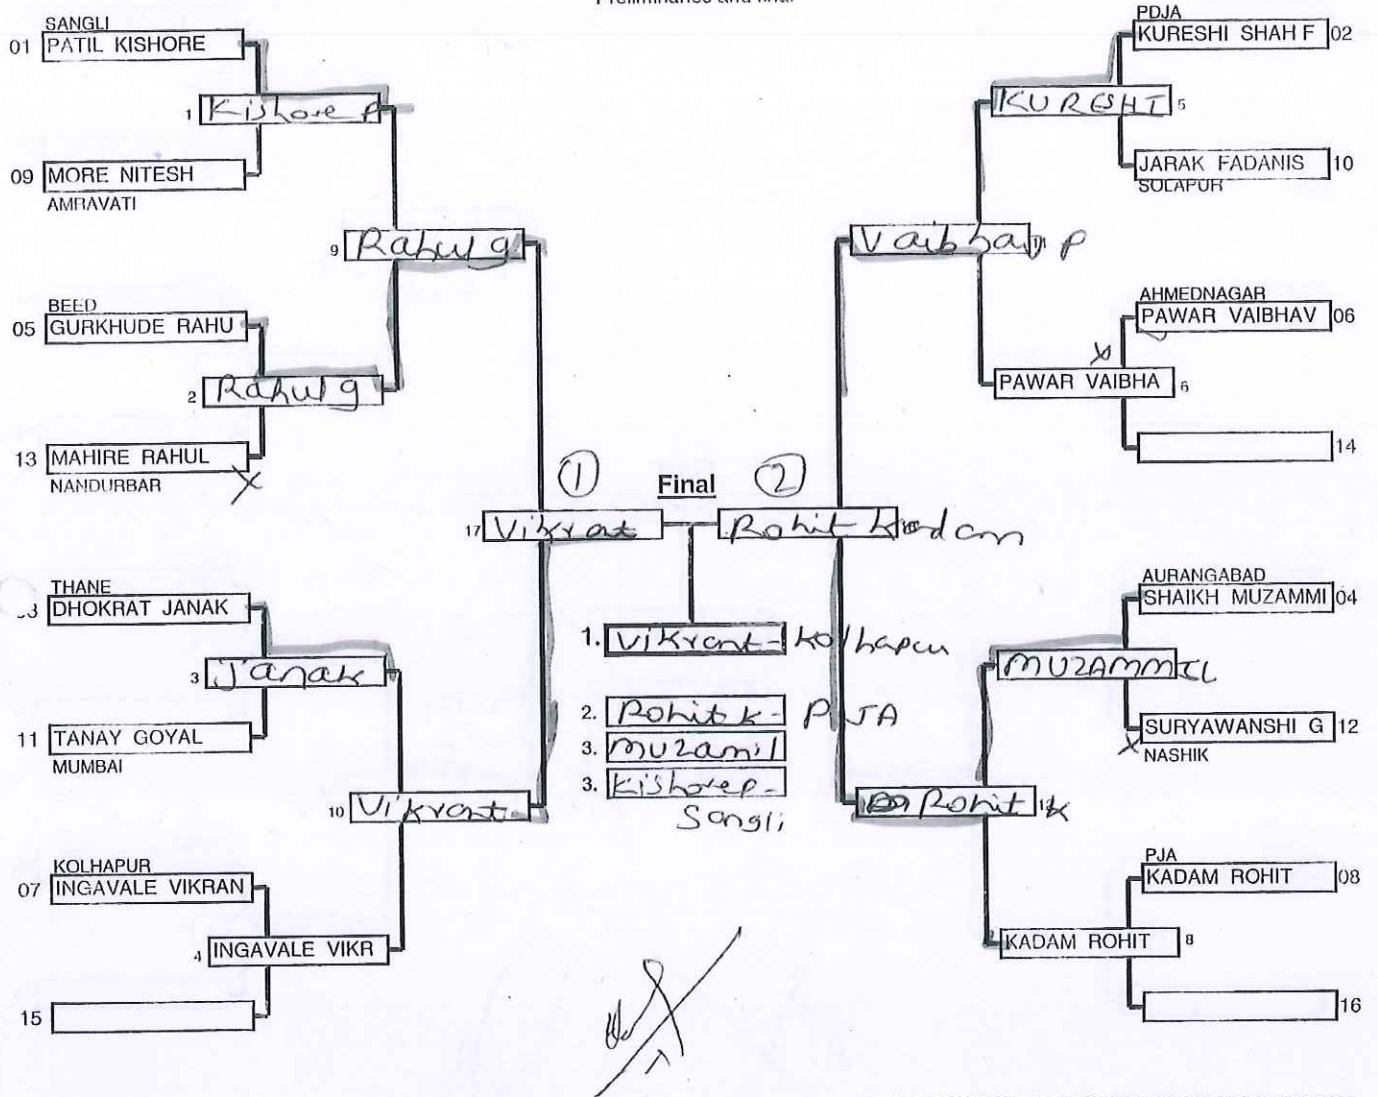 Preliminaries and final
SANGLI
01 PATIL KISHORE
1 Kishore P
09 MORE NITESH
AMRAVATI
9 Rahul g
BEED
05 GURKHUDE RAHU
2 Rahul g
13 MAHIRE RAHUL X
NANDURBAR
17 Vikrat
THANE
DHOKRAT JANAK
3 Janak
11 TANAY GOYAL
MUMBAI
10 Vikrant
KOLHAPUR
07 INGAVALE VIKRAN
4 INGAVALE VIKR
15
1 Final 2
1. Vikrant - Kolhapur
2. Rohit K -
3. Muzamil
3. Kishore P -
Sangli
PDJA
KURESHI SHAH F 02
KURESHI 5
JARAK FADANIS 10
SOLAPUR
Vaibhav P
AHMEDNAGAR
PAWAR VAIBHAV 06
X
PAWAR VAIBHA 6
14
Rohit Kadam
AURANGABAD
SHAIKH MUZAMMI 04
MUZAMMIL
X SURYAWANSHI G 12
NASHIK
Rohit K
PJA
KADAM ROHIT 08
KADAM ROHIT 8
16